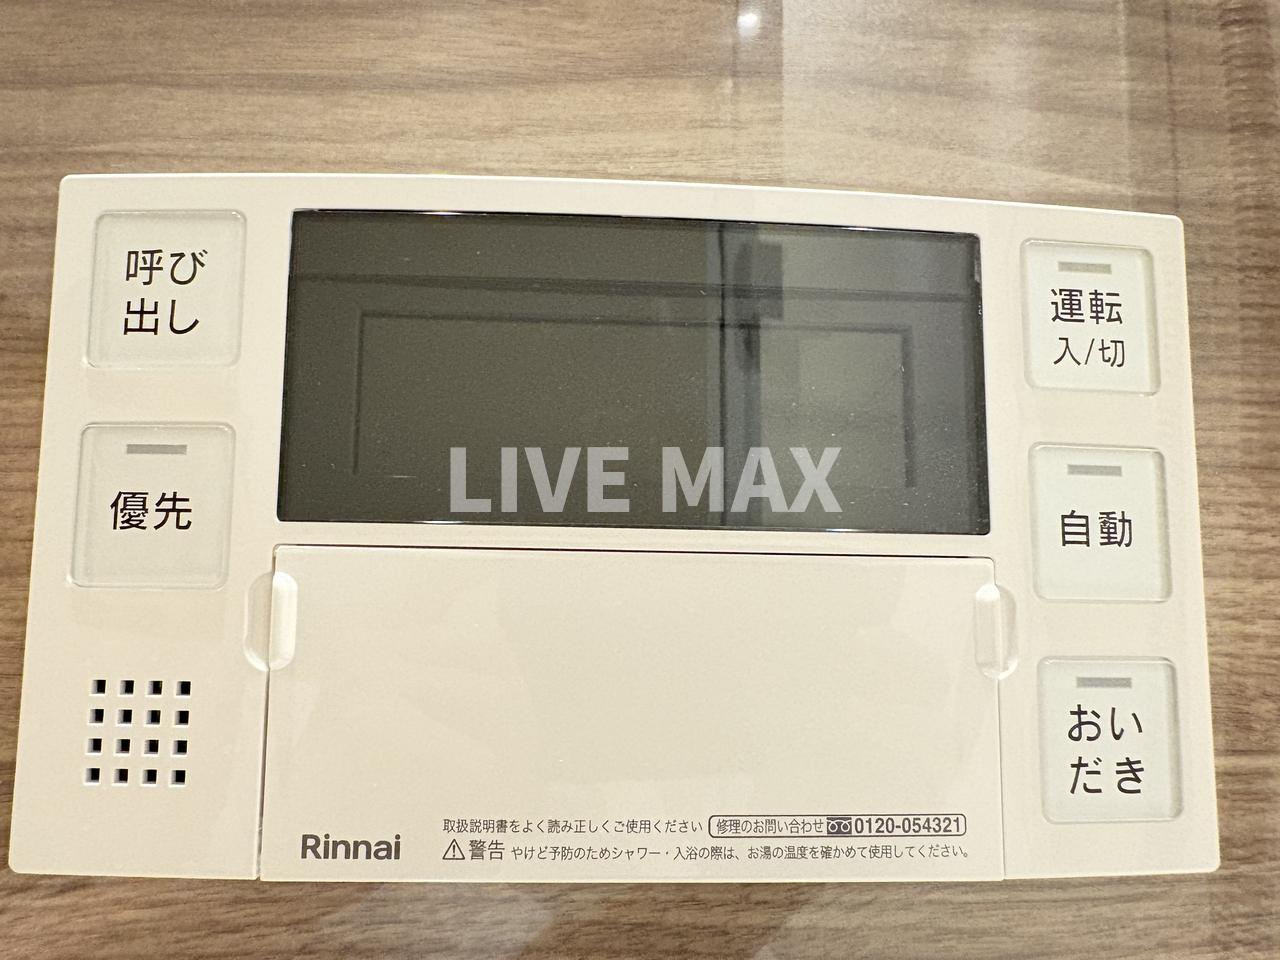 呼び
出し
優先
運転
入/切
自動
おい
だき
LIVE MAX
取扱説明書をよく読み正しくご使用ください 修理のお問い合わせ 0120-054321
Rinnai
⚠警告 やけど予防のためシャワー・入浴の際は、お湯の温度を確かめて使用してください。